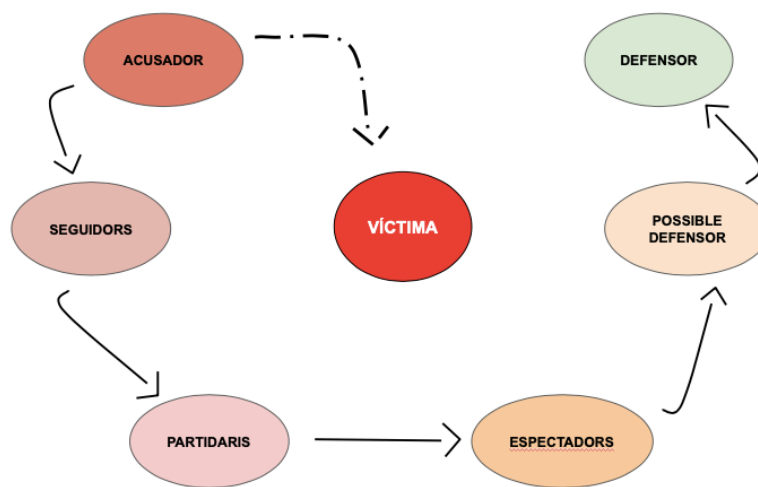 ACUSADOR
DEFENSOR
SEGUIDORS
VÍCTIMA
POSSIBLE
DEFENSOR
PARTIDARIS
ESPECTADORS